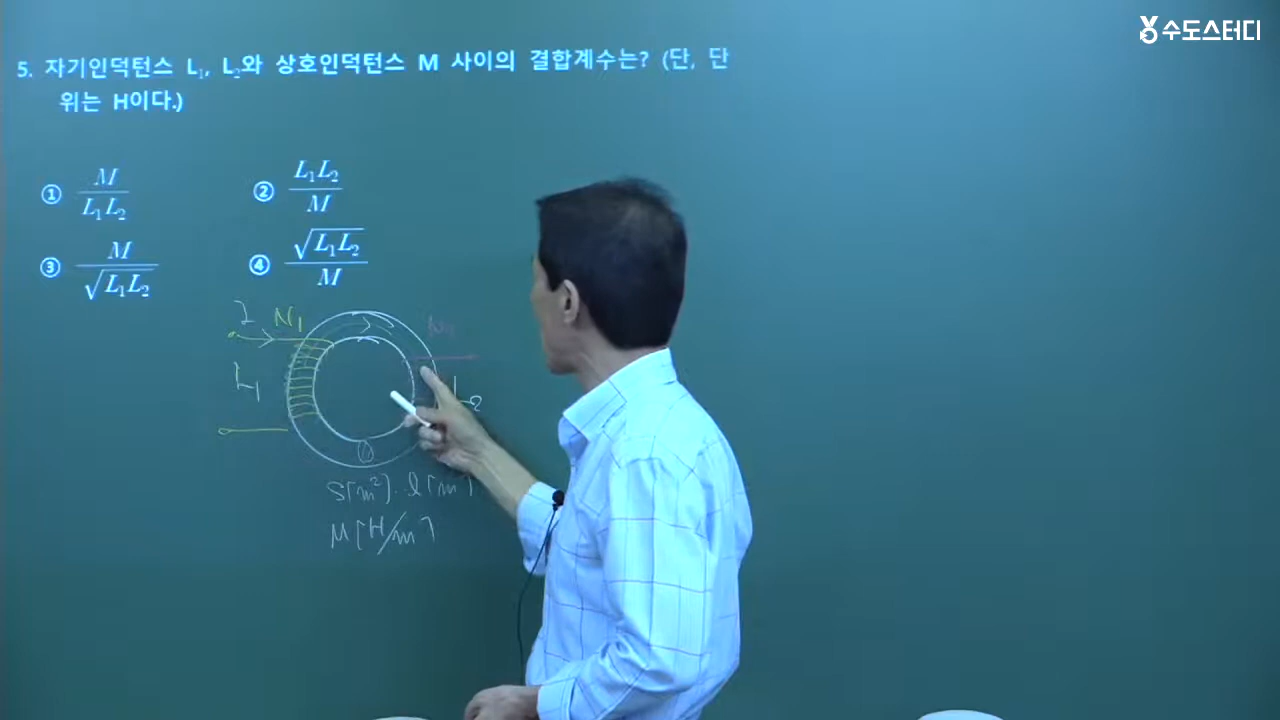 수도스터디
5. 자기인덕턴스 L₁, L₂와 상호인덕턴스 M 사이의 결합계수는? (단, 단
위는 H이다.)
① M / L₁L₂
② L₁L₂ / M
③ M / √L₁L₂
④ √L₁L₂ / M
I N₁
L₁
L₂
S[m²]. l[m]
μ[H/m]